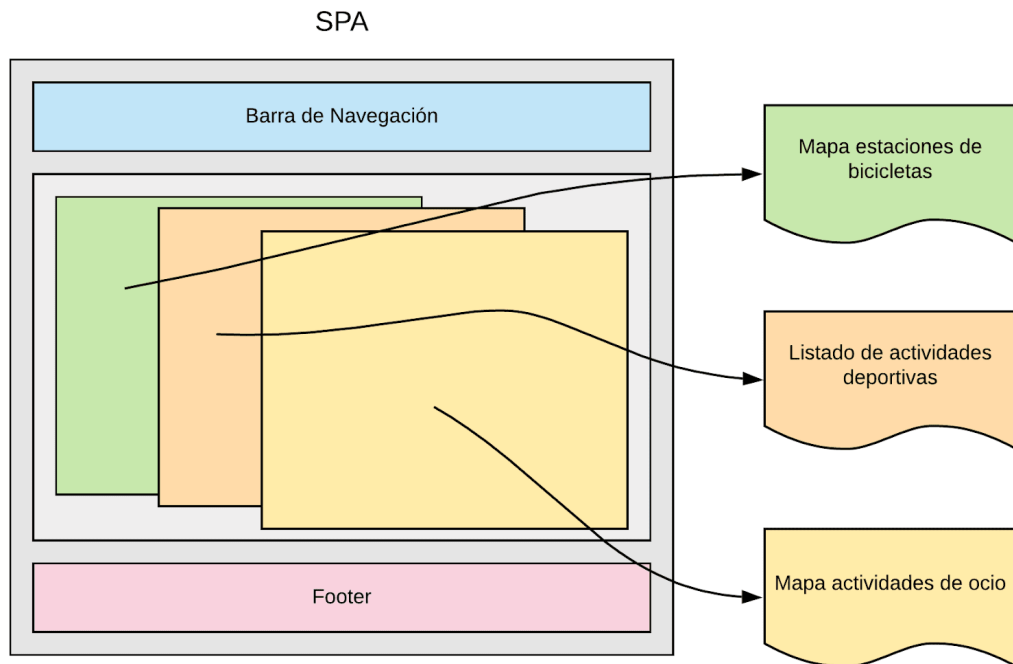 SPA
Barra de Navegación
Mapa estaciones de
bicicletas
Listado de actividades
deportivas
Mapa actividades de ocio
Footer